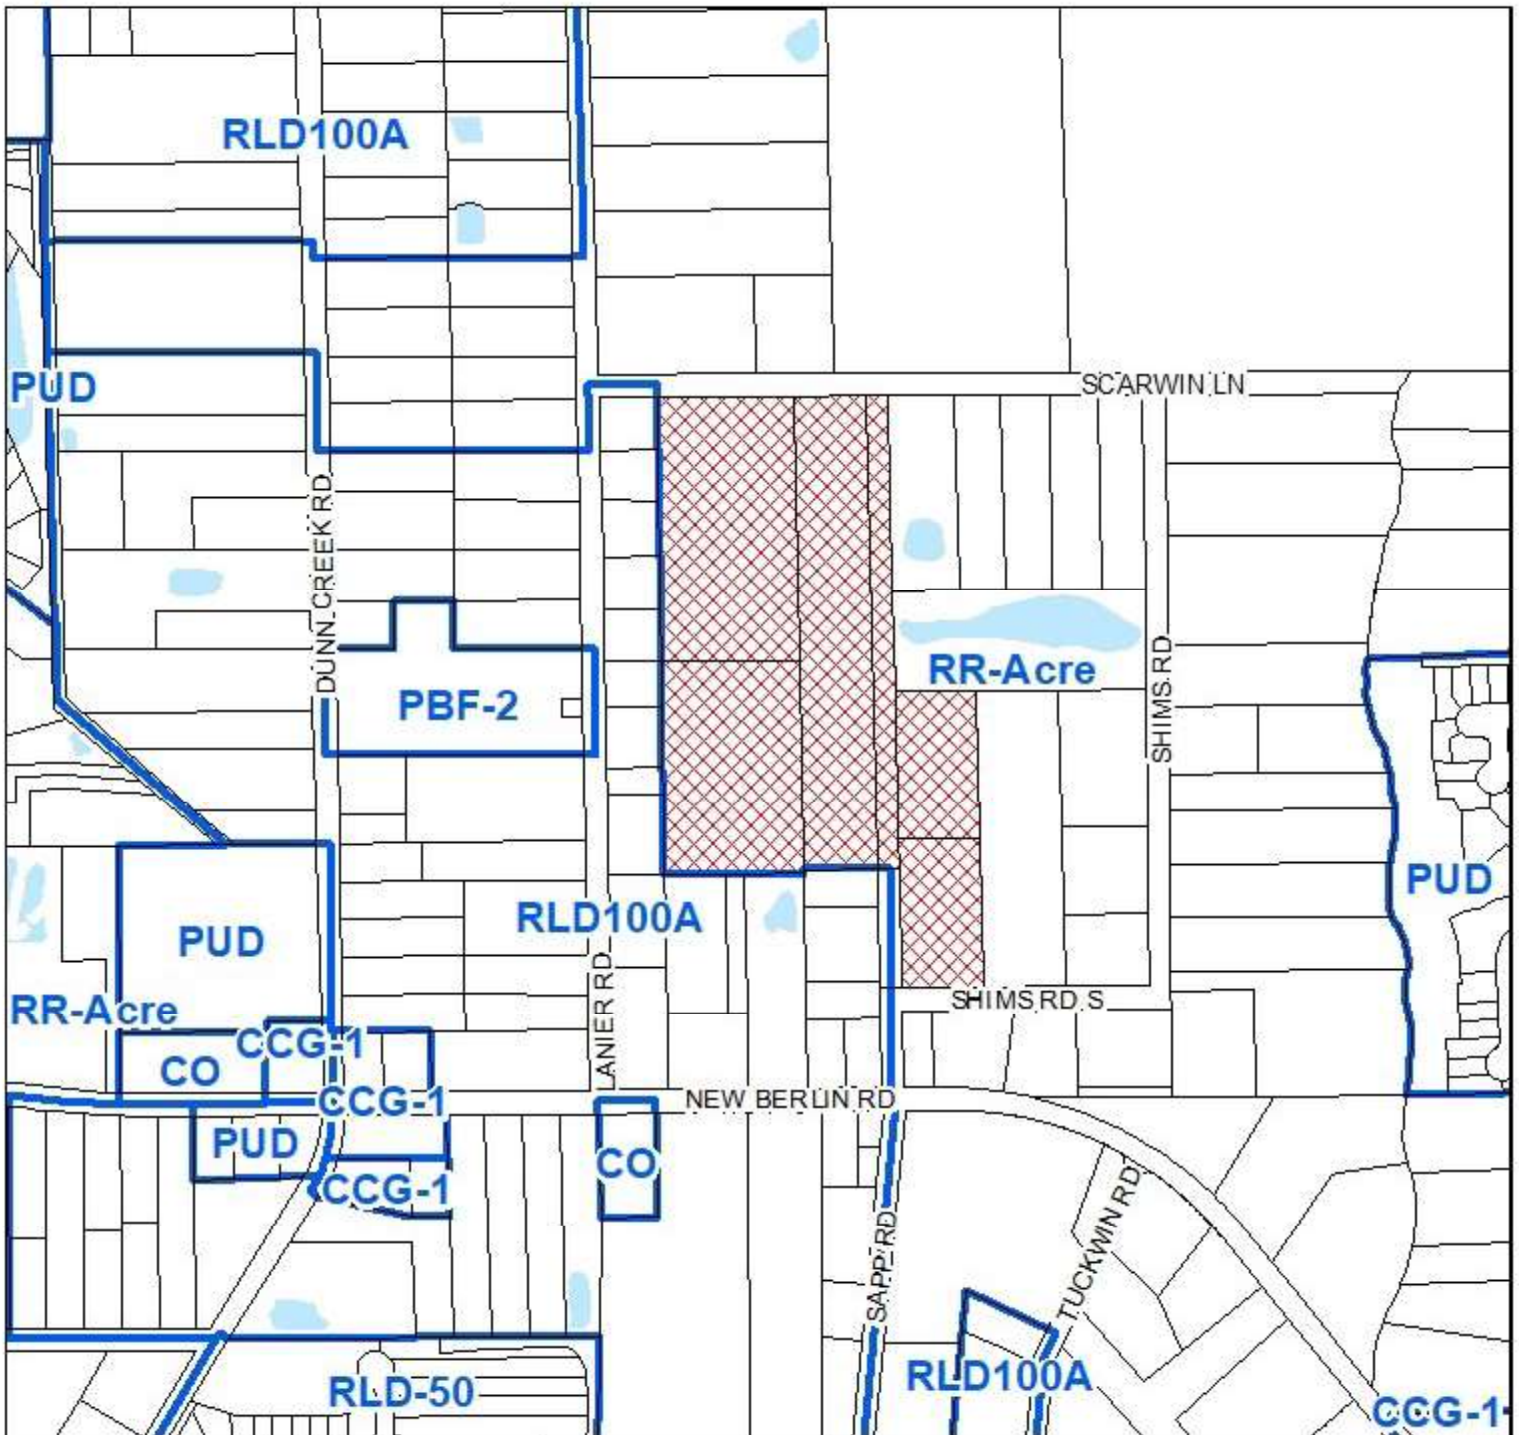 RLD100A
PUD
SCARWIN LN
DUNN CREEK RD
SHIMS RD
RR-Acre
PBF-2
PUD
RLD100A
PUD
LANIER RD
SHIMS RD S
RR-Acre
CCG-1
CO
CCG-1
NEW BERLIN RD
PUD
CO
CCG-1
TUCKWIN RD
SAPP RD
RLD100A
RLD-50
CCG-1